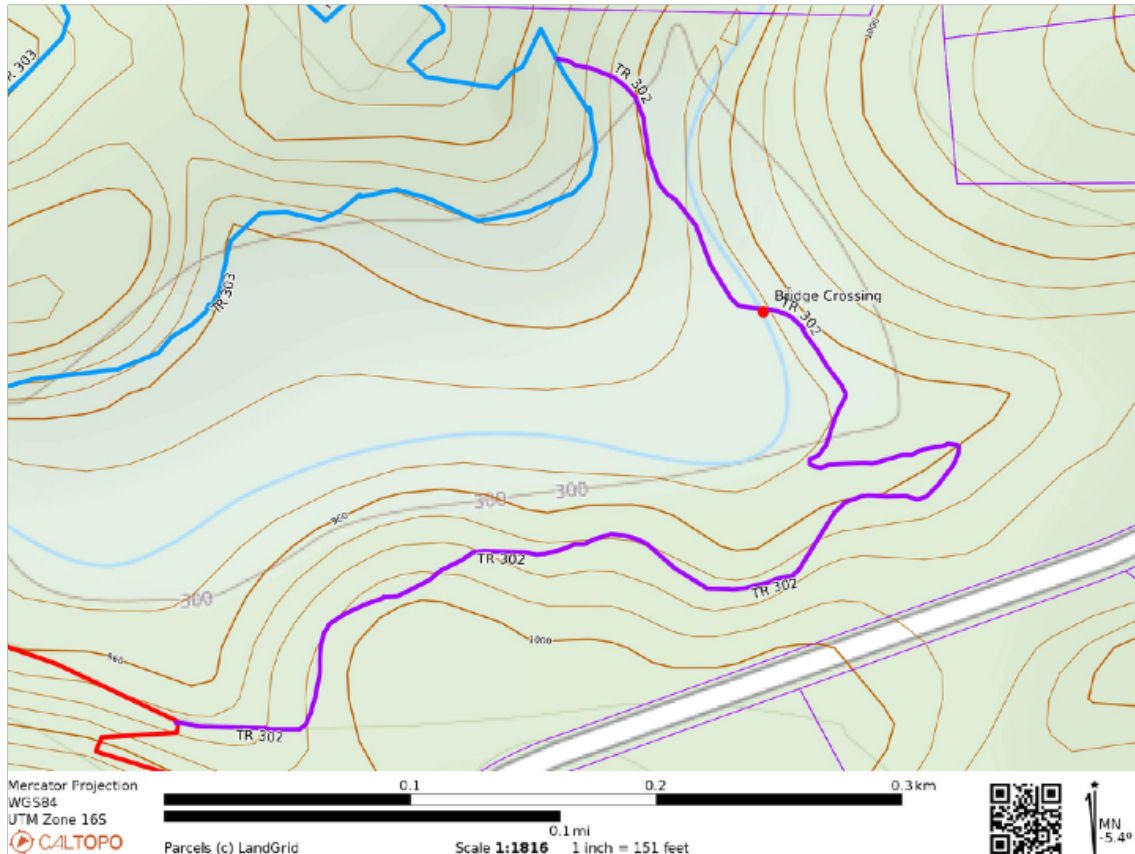 TR 303
TR 302
1000
TR 303
Bridge Crossing
TR 302
300
300
900
TR 302
TR 302
300
1000
TR 302
Mercator Projection
WGS84
UTM Zone 16S
CALTOPO
0.1
0.2
0.3 km
0.1 mi
Parcels (c) LandGrid
Scale 1:1816 1 inch = 151 feet
MN
-5.4°